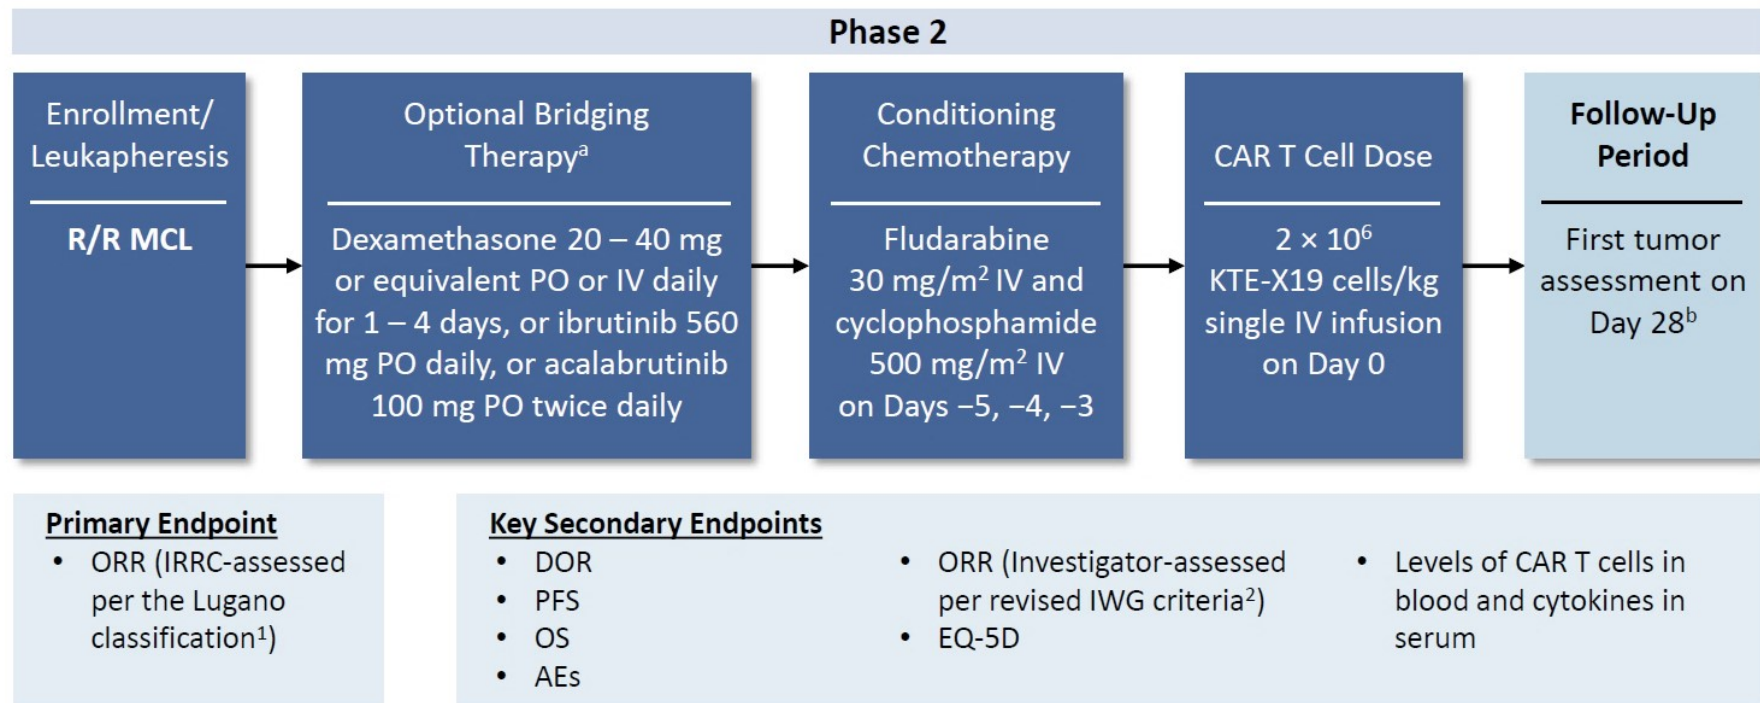 Phase 2
Enrollment/
Leukapheresis
R/R MCL
Optional Bridging
Therapyᵃ
Dexamethasone 20 – 40 mg
or equivalent PO or IV daily
for 1 – 4 days, or ibrutinib 560
mg PO daily, or acalabrutinib
100 mg PO twice daily
Conditioning
Chemotherapy
Fludarabine
30 mg/m² IV and
cyclophosphamide
500 mg/m² IV
on Days −5, −4, −3
CAR T Cell Dose
2 × 10⁶
KTE-X19 cells/kg
single IV infusion
on Day 0
Follow-Up
Period
First tumor
assessment on
Day 28ᵇ
Primary Endpoint
• ORR (IRRC-assessed
per the Lugano
classification¹)
Key Secondary Endpoints
• DOR
• PFS
• OS
• AEs
• ORR (Investigator-assessed
per revised IWG criteria²)
• EQ-5D
• Levels of CAR T cells in
blood and cytokines in
serum